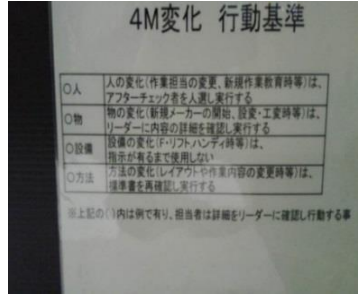 4M変化 行動基準
○人 人の変化(作業担当の変更、新規作業教育時等)は、
アフターチェック者を人選し実行する
○物 物の変化(新規メーカーの開始、設変・工変時等)は、
リーダーに内容の詳細を確認し実行する
○設備 設備の変化(F・リフト,ハンディ時等)は、
指示が有るまで使用しない
○方法 方法の変化(レイアウトや作業内容の変更時等)は、
標準書を再確認し実行する
※上記の( )内は例で有り、担当者は詳細をリーダーに確認し行動する事